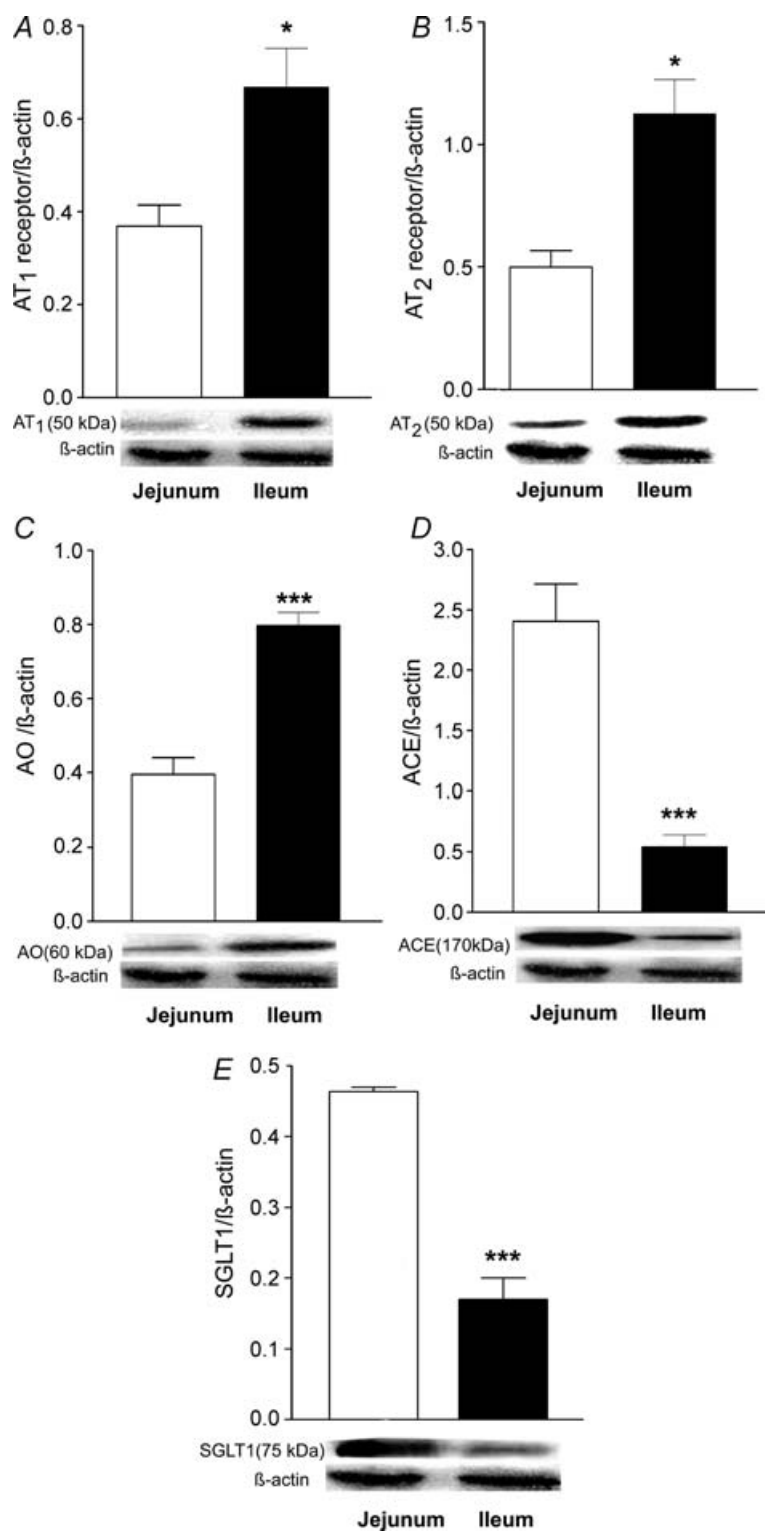 A
AT1 receptor/ß-actin
0.8
0.6
0.4
0.2
0.0
*
AT1(50 kDa)
ß-actin
Jejunum Ileum
B
AT2 receptor/ß-actin
1.5
1.0
0.5
0.0
*
AT2(50 kDa)
ß-actin
Jejunum Ileum
C
AO /ß-actin
1.0
0.8
0.6
0.4
0.2
0.0
***
AO(60 kDa)
ß-actin
Jejunum Ileum
D
ACE/ß-actin
3.0
2.5
2.0
1.5
1.0
0.5
0.0
***
ACE(170kDa)
ß-actin
Jejunum Ileum
E
SGLT1/ß-actin
0.5
0.4
0.3
0.2
0.1
0.0
***
SGLT1(75 kDa)
ß-actin
Jejunum Ileum